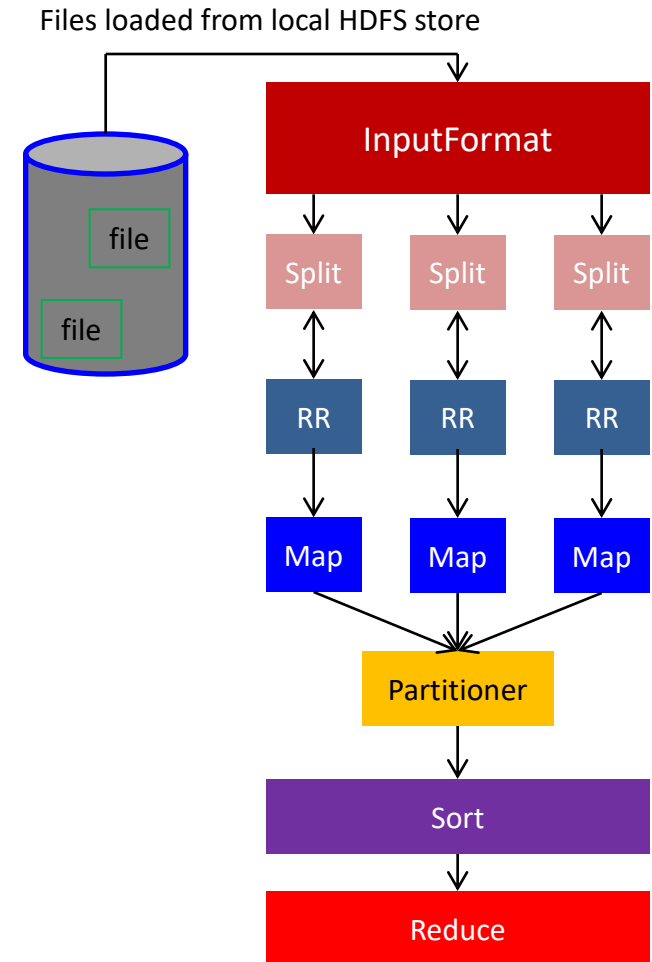 Files loaded from local HDFS store
InputFormat
file
file
Split
Split
Split
RR
RR
RR
Map
Map
Map
Partitioner
Sort
Reduce